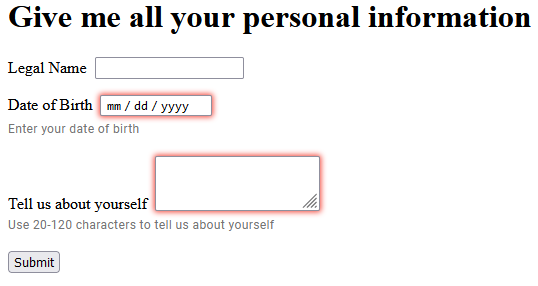 Give me all your personal information
Legal Name
Date of Birth mm / dd / yyyy
Enter your date of birth
Tell us about yourself
Use 20-120 characters to tell us about yourself
Submit